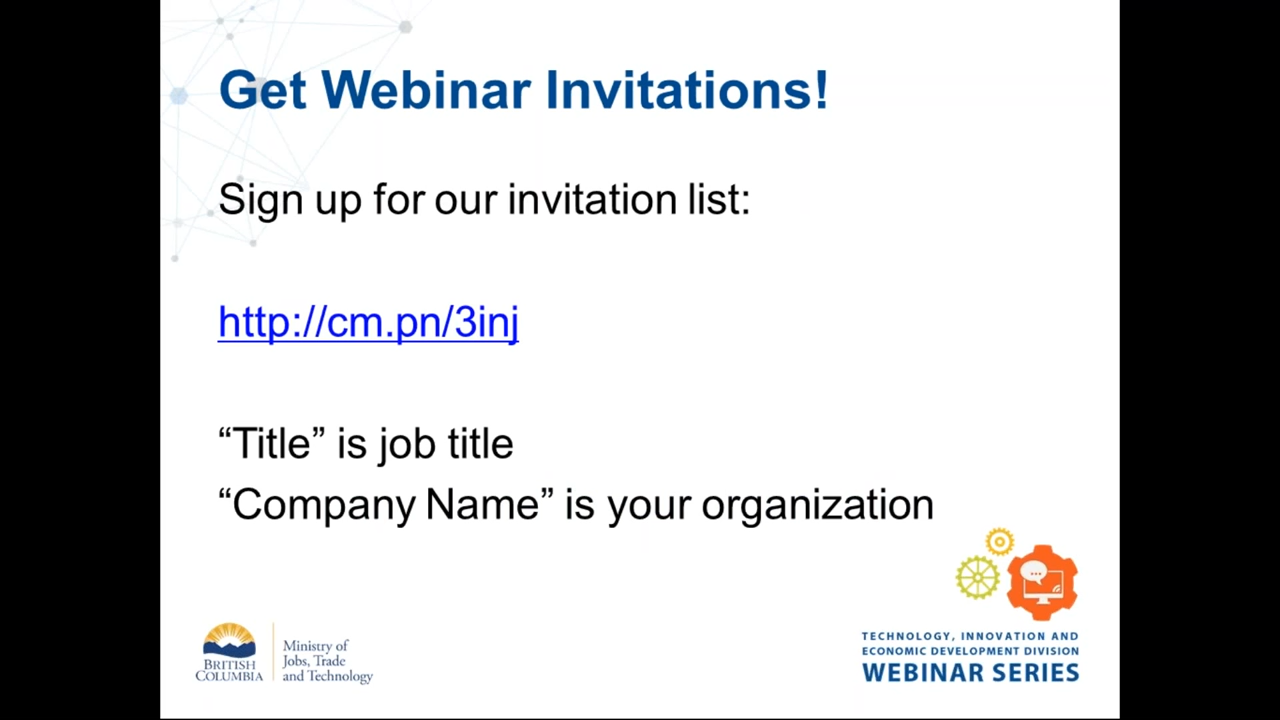 Get Webinar Invitations!
Sign up for our invitation list:
http://cm.pn/3inj
“Title” is job title
“Company Name” is your organization
BRITISH
COLUMBIA
Ministry of
Jobs, Trade
and Technology
TECHNOLOGY, INNOVATION AND
ECONOMIC DEVELOPMENT DIVISION
WEBINAR SERIES